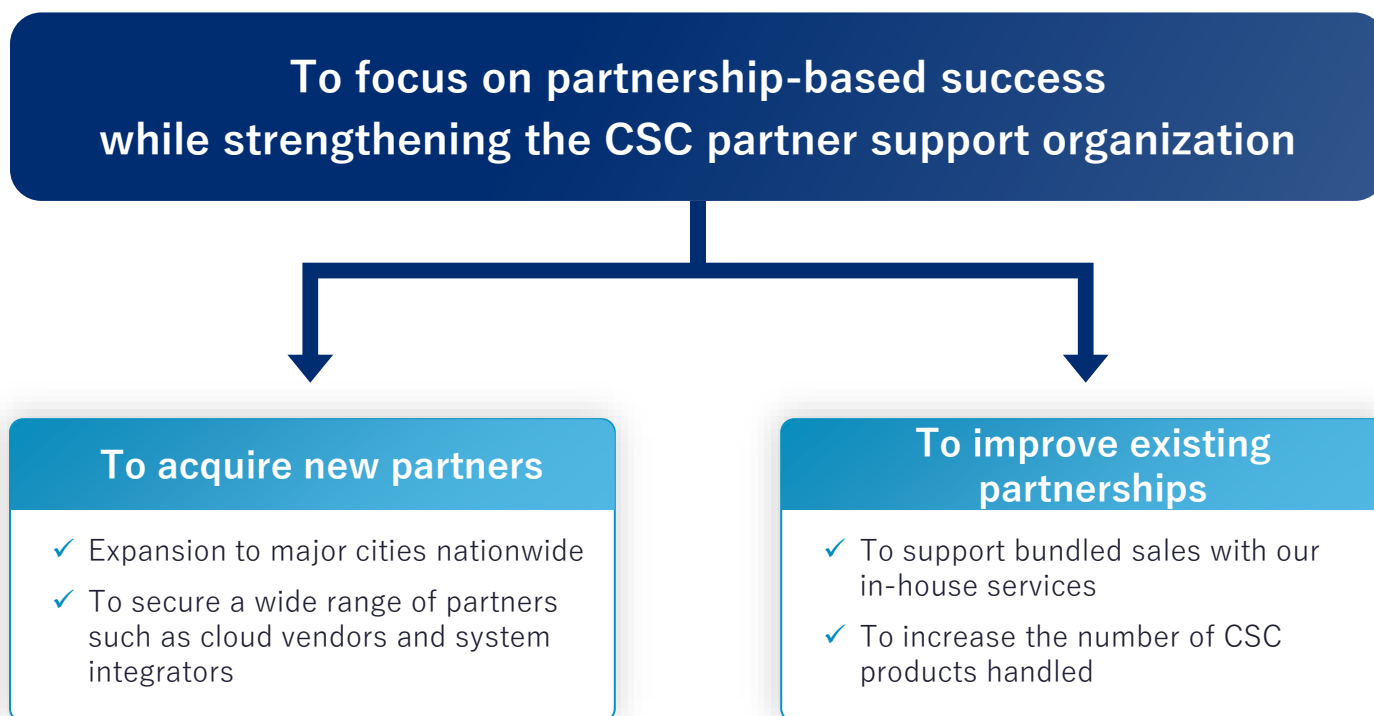 To focus on partnership-based success
while strengthening the CSC partner support organization
To acquire new partners
✓ Expansion to major cities nationwide
✓ To secure a wide range of partners
such as cloud vendors and system
integrators
To improve existing
partnerships
✓ To support bundled sales with our
in-house services
✓ To increase the number of CSC
products handled